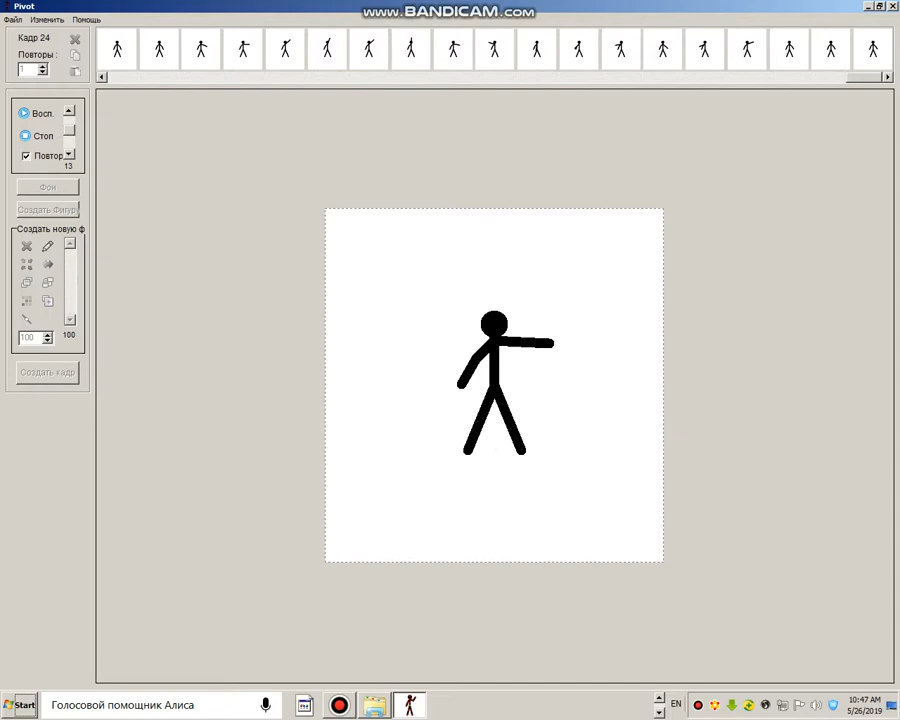 Pivot
www.BANDICAM.com
Файл Изменить Помощь
Кадр 24
Повторы :
1
Восп.
Стоп
Повтор
13
Фон
Создать Фигуру
Создать новую ф
100
100
Создать кадр
Start
Голосовой помощник Алиса
EN
10:47 AM
5/26/2019